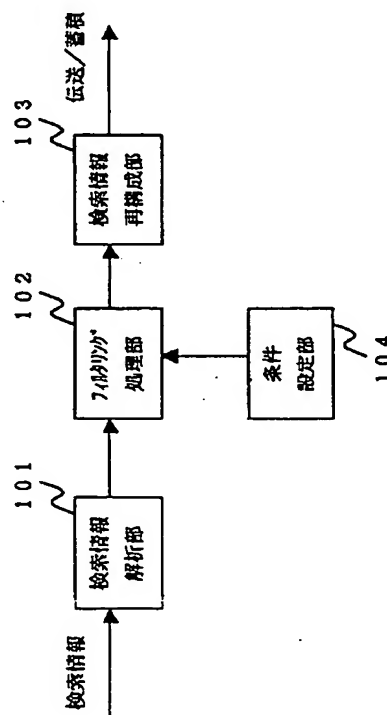 検索情報
101
検索情報
解析部
102
フィルタリング
処理部
103
検索情報
再構成部
伝送/蓄積
条件
設定部
104